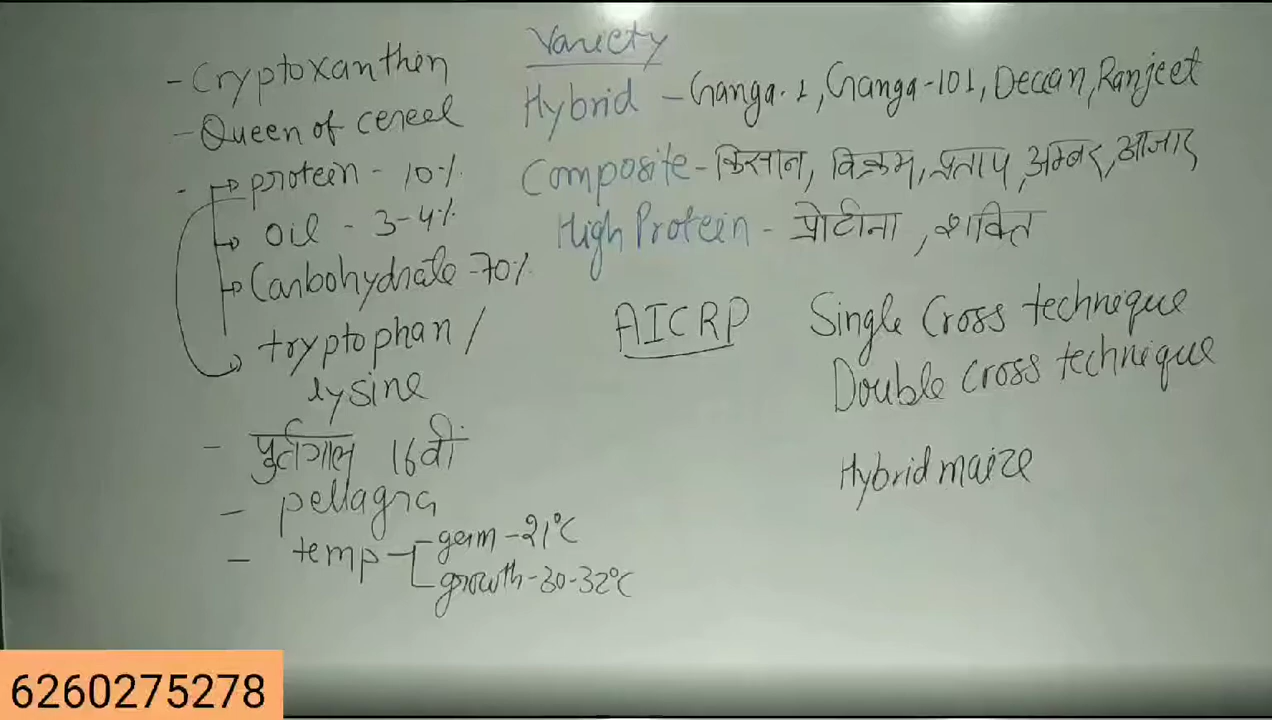 - Cryptoxanthin
- Queen of cereel
- protein - 10%
oil - 3-4%
Carbohydrate - 70%
tryptophan /
lysine
- पुर्तगाल 16वीं
- pellagra
- temp - germ - 21°C
growth - 30-32°C
Variety
Hybrid - Ganga-1, Ganga-101, Deccan, Ranjeet
Composite - किसान, विक्रम, प्रताप, अम्बर, आजाद
High Protein - प्रोटीना, शक्ति
AICRP
Single Cross technique
Double cross technique
Hybrid maize
6260275278